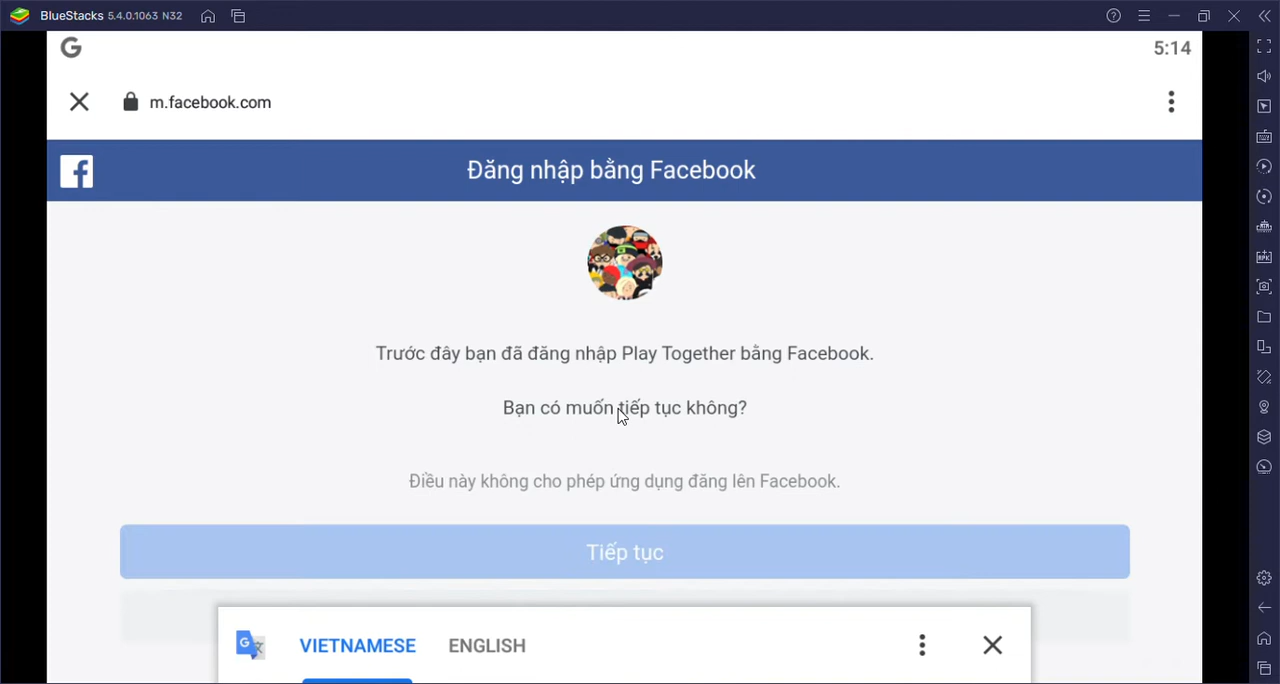 BlueStacks 5.4.0.1063 N32
5:14
m.facebook.com
Đăng nhập bằng Facebook
Trước đây bạn đã đăng nhập Play Together bằng Facebook.
Bạn có muốn tiếp tục không?
Điều này không cho phép ứng dụng đăng lên Facebook.
Tiếp tục
VIETNAMESE ENGLISH